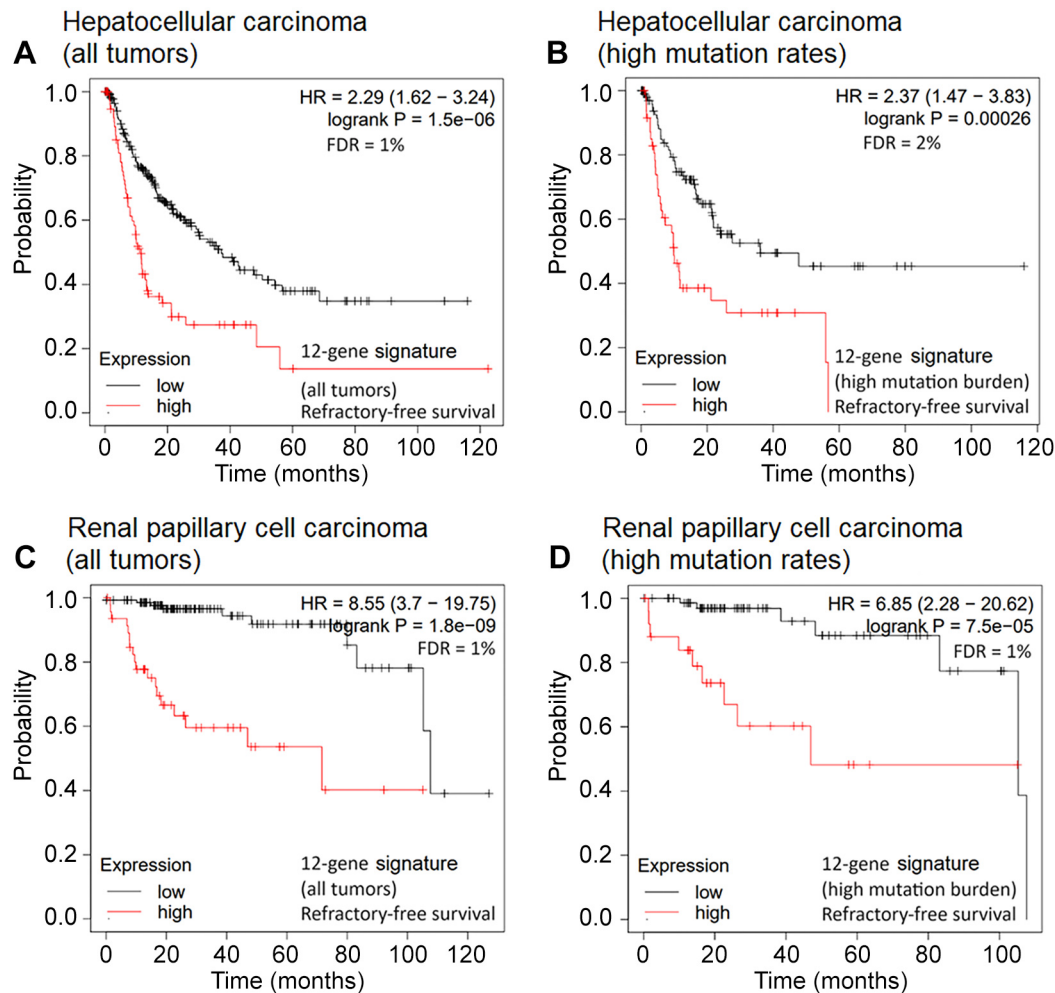 Hepatocellular carcinoma
A (all tumors)
HR = 2.29 (1.62 − 3.24)
logrank P = 1.5e−06
FDR = 1%
1.0
0.8
0.6
0.4
0.2
0.0
Probability
Expression
low
high
12-gene signature
(all tumors)
Refractory-free survival
0 20 40 60 80 100 120
Time (months)
Hepatocellular carcinoma
B (high mutation rates)
HR = 2.37 (1.47 − 3.83)
logrank P = 0.00026
FDR = 2%
1.0
0.8
0.6
0.4
0.2
0.0
Probability
Expression
low
high
12-gene signature
(high mutation burden)
Refractory-free survival
0 20 40 60 80 100 120
Time (months)
Renal papillary cell carcinoma
C (all tumors)
HR = 8.55 (3.7 − 19.75)
logrank P = 1.8e−09
FDR = 1%
1.0
0.8
0.6
0.4
0.2
0.0
Probability
Expression
low
high
12-gene signature
(all tumors)
Refractory-free survival
0 20 40 60 80 100 120
Time (months)
Renal papillary cell carcinoma
D (high mutation rates)
HR = 6.85 (2.28 − 20.62)
logrank P = 7.5e−05
FDR = 1%
1.0
0.8
0.6
0.4
0.2
0.0
Probability
Expression
low
high
12-gene signature
(high mutation burden)
Refractory-free survival
0 20 40 60 80 100
Time (months)